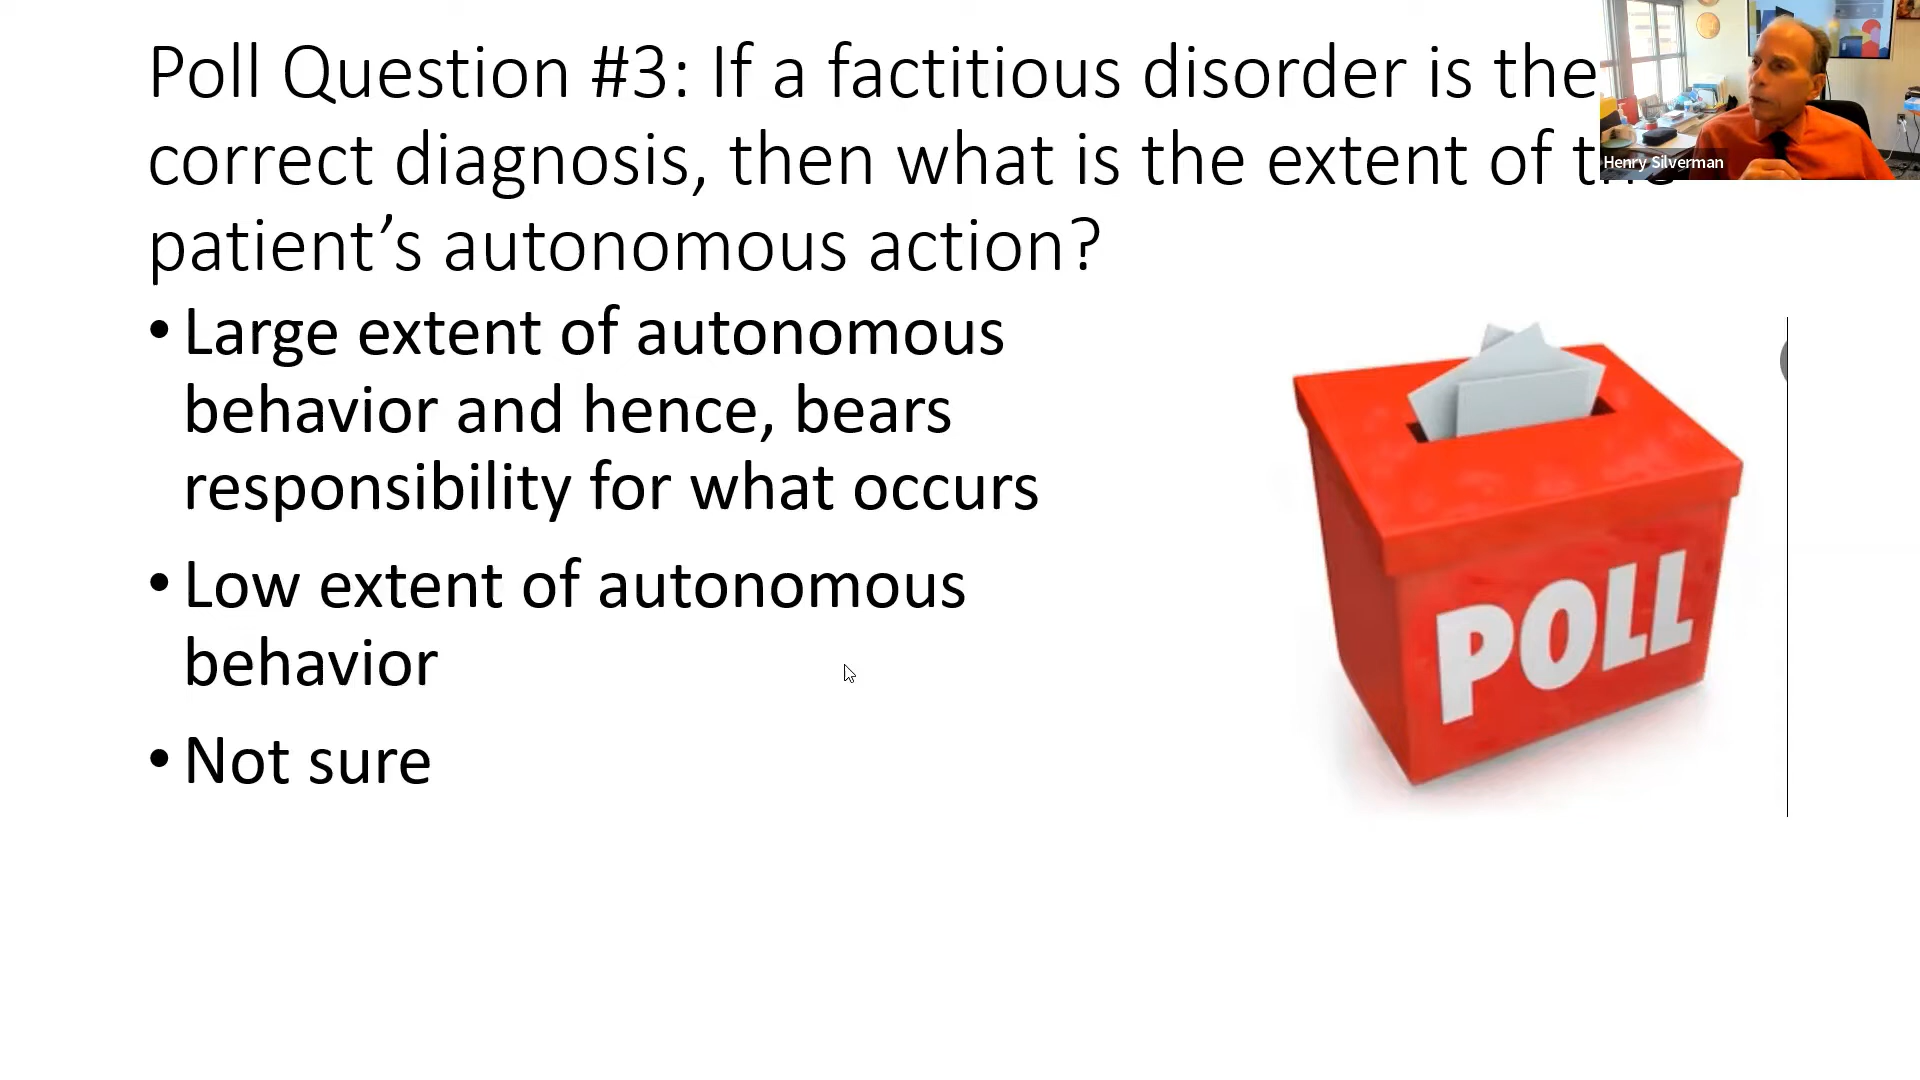 Poll Question #3: If a factitious disorder is the
correct diagnosis, then what is the extent of
patient’s autonomous action?
• Large extent of autonomous
behavior and hence, bears
responsibility for what occurs
• Low extent of autonomous
behavior
• Not sure
POLL
Henry Silverman